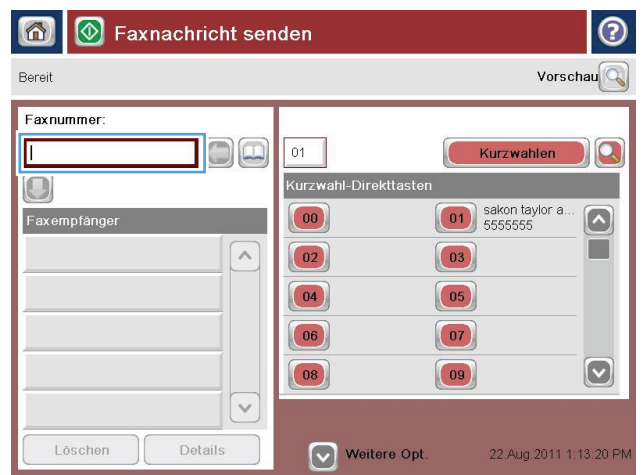 Faxnachricht senden
Bereit
Vorschau
Faxnummer:
01
Kurzwahlen
Kurzwahl-Direkttasten
Faxempfänger
00
01 sakon taylor a...
5555555
02 03
04 05
06 07
08 09
Löschen Details
Weitere Opt.
22.Aug.2011 1:13:20 PM